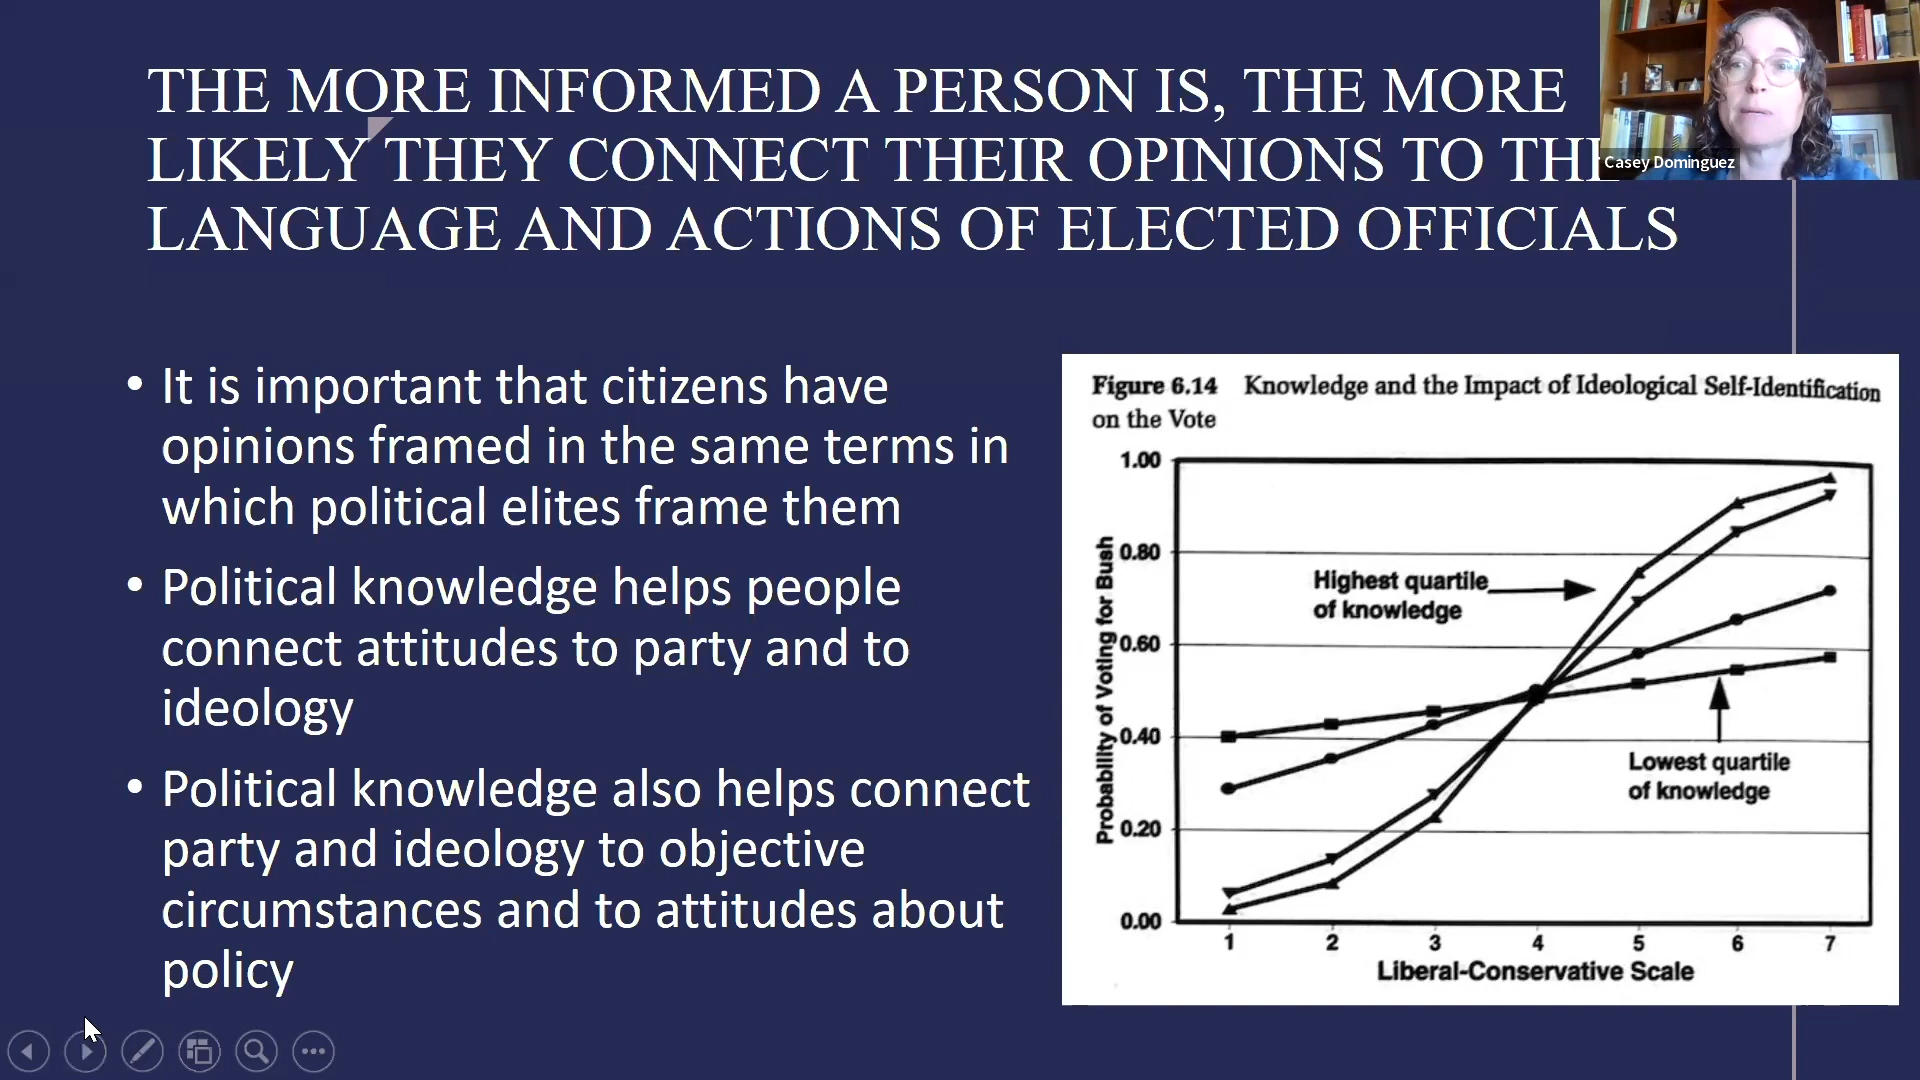 THE MORE INFORMED A PERSON IS, THE MORE
LIKELY THEY CONNECT THEIR OPINIONS TO THE
LANGUAGE AND ACTIONS OF ELECTED OFFICIALS
Casey Dominguez
• It is important that citizens have
opinions framed in the same terms in
which political elites frame them
• Political knowledge helps people
connect attitudes to party and to
ideology
• Political knowledge also helps connect
party and ideology to objective
circumstances and to attitudes about
policy
Figure 6.14 Knowledge and the Impact of Ideological Self-Identification
on the Vote
Probability of Voting for Bush
1.00
0.80
0.60
0.40
0.20
0.00
Highest quartile
of knowledge
Lowest quartile
of knowledge
1 2 3 4 5 6 7
Liberal-Conservative Scale